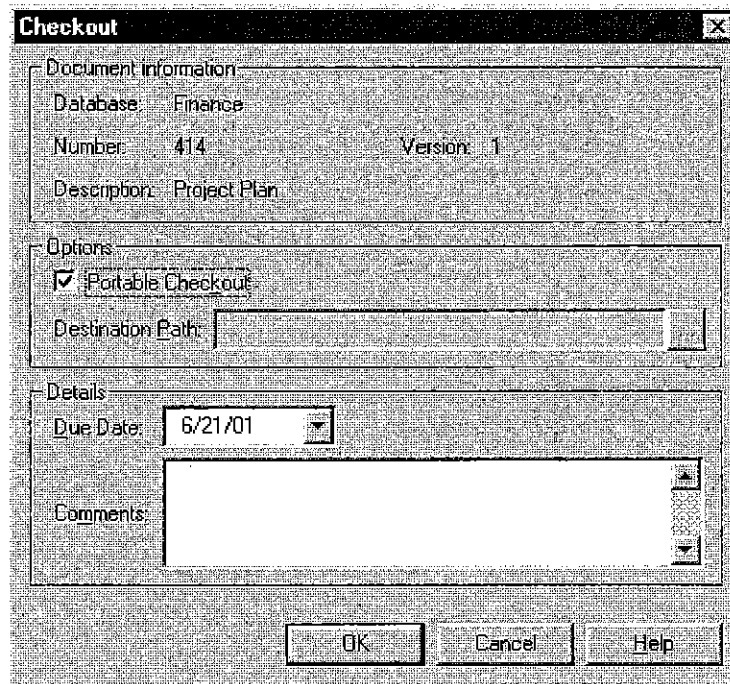 Checkout
Document information
Database: Finance
Number: 414 Version: 1
Description: Project Plan
Options
Portable Checkout
Destination Path:
...
Details
Due Date: 6/21/01
Comments:
OK Cancel Help